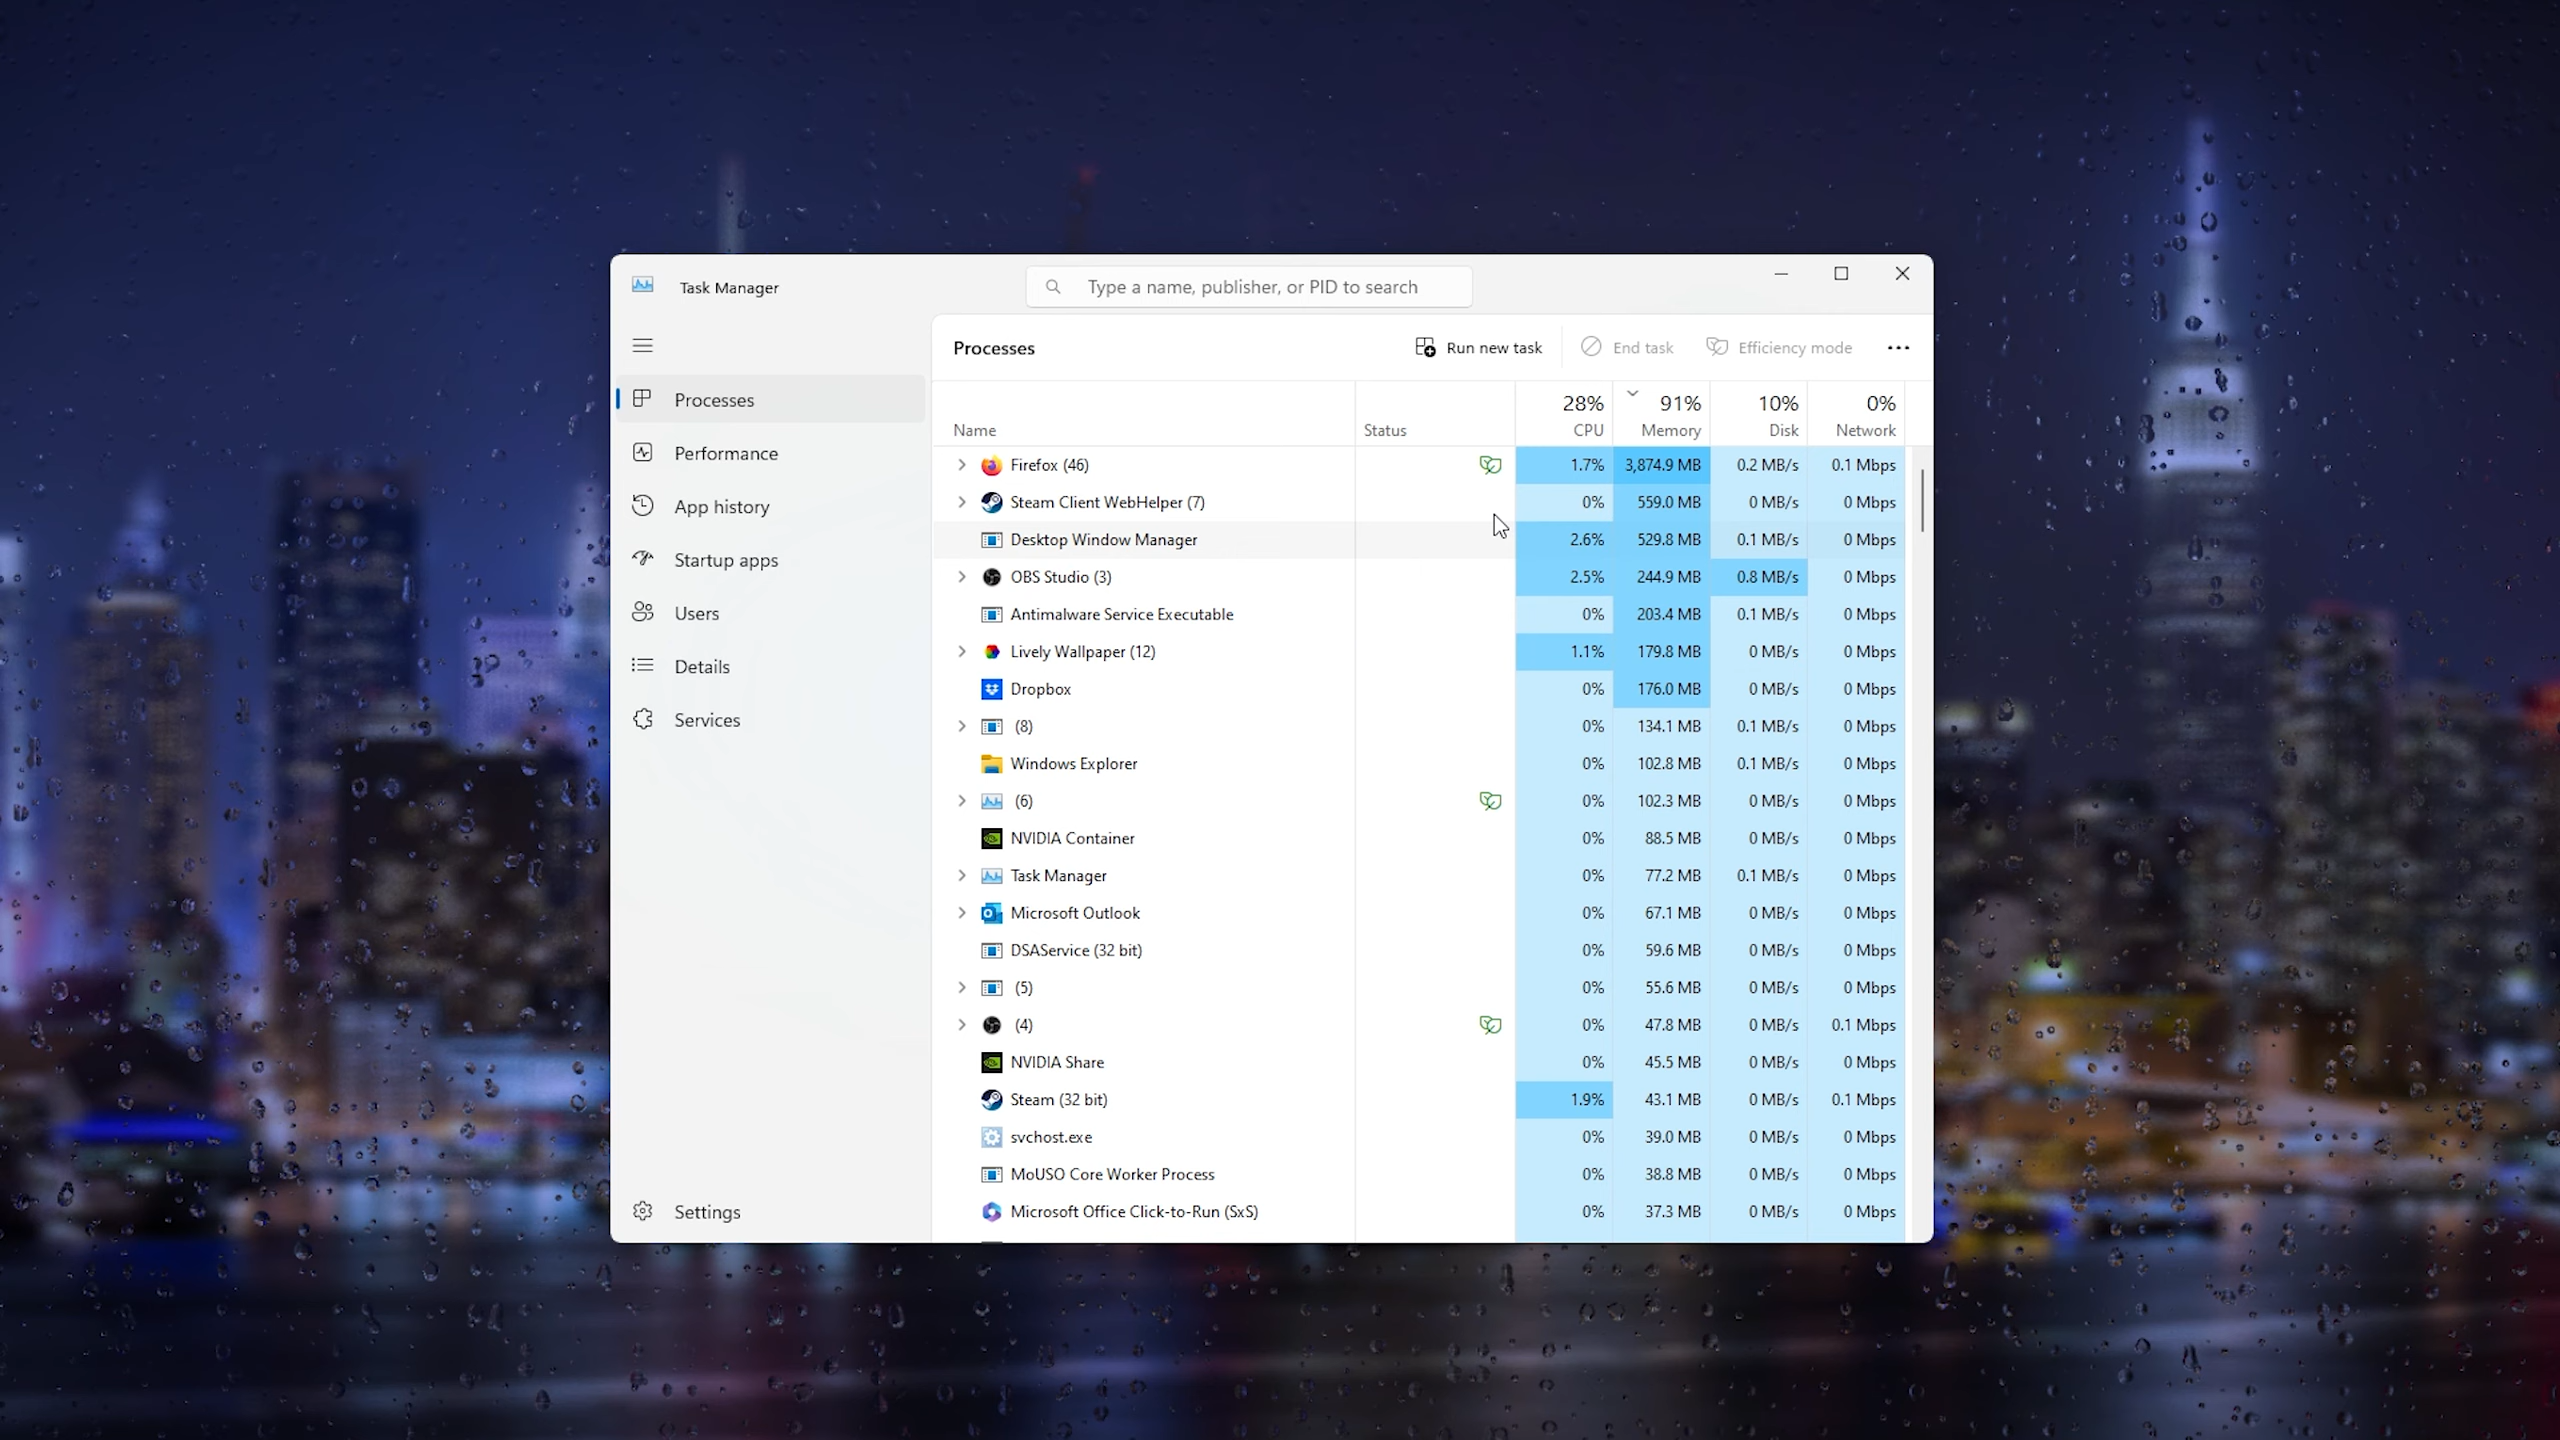 Task Manager
Type a name, publisher, or PID to search
Processes
Performance
App history
Startup apps
Users
Details
Services
Settings
Processes
Run new task
End task
Efficiency mode
28% 91% 10% 0%
Name Status CPU Memory Disk Network
Firefox (46) 1.7% 3,874.9 MB 0.2 MB/s 0.1 Mbps
Steam Client WebHelper (7) 0% 559.0 MB 0 MB/s 0 Mbps
Desktop Window Manager 2.6% 529.8 MB 0.1 MB/s 0 Mbps
OBS Studio (3) 2.5% 244.9 MB 0.8 MB/s 0 Mbps
Antimalware Service Executable 0% 203.4 MB 0.1 MB/s 0 Mbps
Lively Wallpaper (12) 1.1% 179.8 MB 0 MB/s 0 Mbps
Dropbox 0% 176.0 MB 0 MB/s 0 Mbps
(8) 0% 134.1 MB 0.1 MB/s 0 Mbps
Windows Explorer 0% 102.8 MB 0.1 MB/s 0 Mbps
(6) 0% 102.3 MB 0 MB/s 0 Mbps
NVIDIA Container 0% 88.5 MB 0 MB/s 0 Mbps
Task Manager 0% 77.2 MB 0.1 MB/s 0 Mbps
Microsoft Outlook 0% 67.1 MB 0 MB/s 0 Mbps
DSAService (32 bit) 0% 59.6 MB 0 MB/s 0 Mbps
(5) 0% 55.6 MB 0 MB/s 0 Mbps
(4) 0% 47.8 MB 0 MB/s 0.1 Mbps
NVIDIA Share 0% 45.5 MB 0 MB/s 0 Mbps
Steam (32 bit) 1.9% 43.1 MB 0 MB/s 0.1 Mbps
svchost.exe 0% 39.0 MB 0 MB/s 0 Mbps
MoUSO Core Worker Process 0% 38.8 MB 0 MB/s 0 Mbps
Microsoft Office Click-to-Run (SxS) 0% 37.3 MB 0 MB/s 0 Mbps